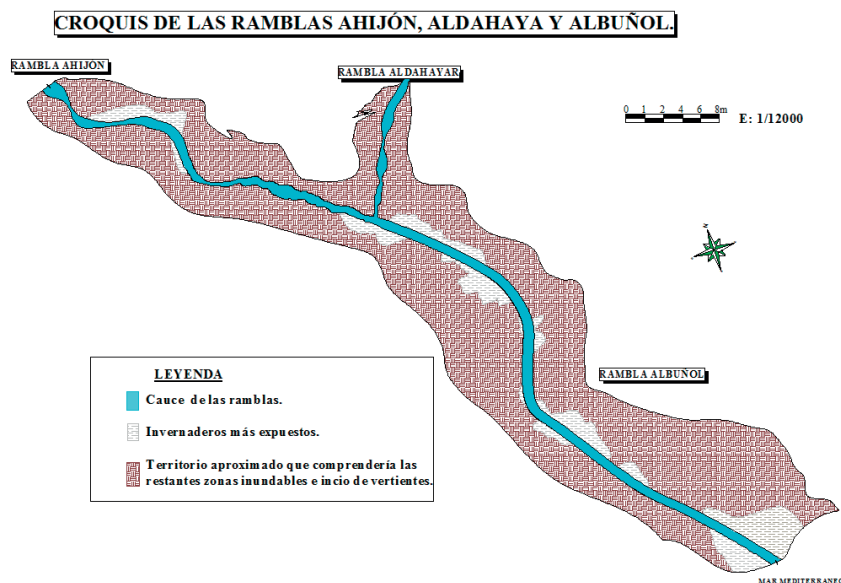 CROQUIS DE LAS RAMBLAS AHIJÓN, ALDAHAYA Y ALBUÑOL.
RAMBLA AHIJÓN
RAMBLA ALDAHAYAR
0 1 2 4 6 8m
E: 1/12000
N
RAMBLA ALBUÑOL
LEYENDA
Cauce de las ramblas.
Invernaderos más expuestos.
Territorio aproximado que comprendería las
restantes zonas inundables e incio de vertientes.
MAR MEDITERRANEO